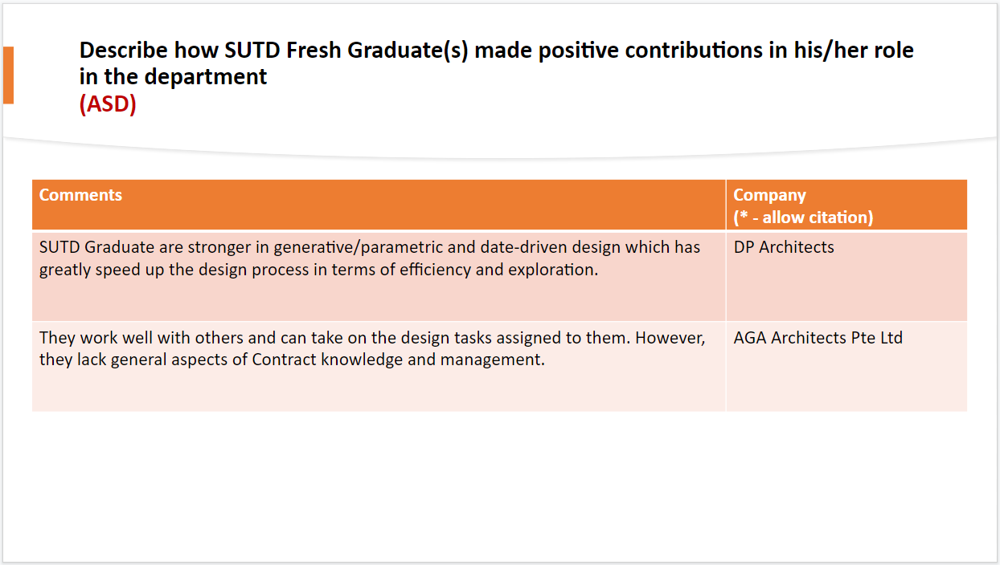 Describe how SUTD Fresh Graduate(s) made positive contributions in his/her role
in the department
(ASD)
Comments
Company
(* - allow citation)
SUTD Graduate are stronger in generative/parametric and date-driven design which has
greatly speed up the design process in terms of efficiency and exploration.
DP Architects
They work well with others and can take on the design tasks assigned to them. However,
they lack general aspects of Contract knowledge and management.
AGA Architects Pte Ltd